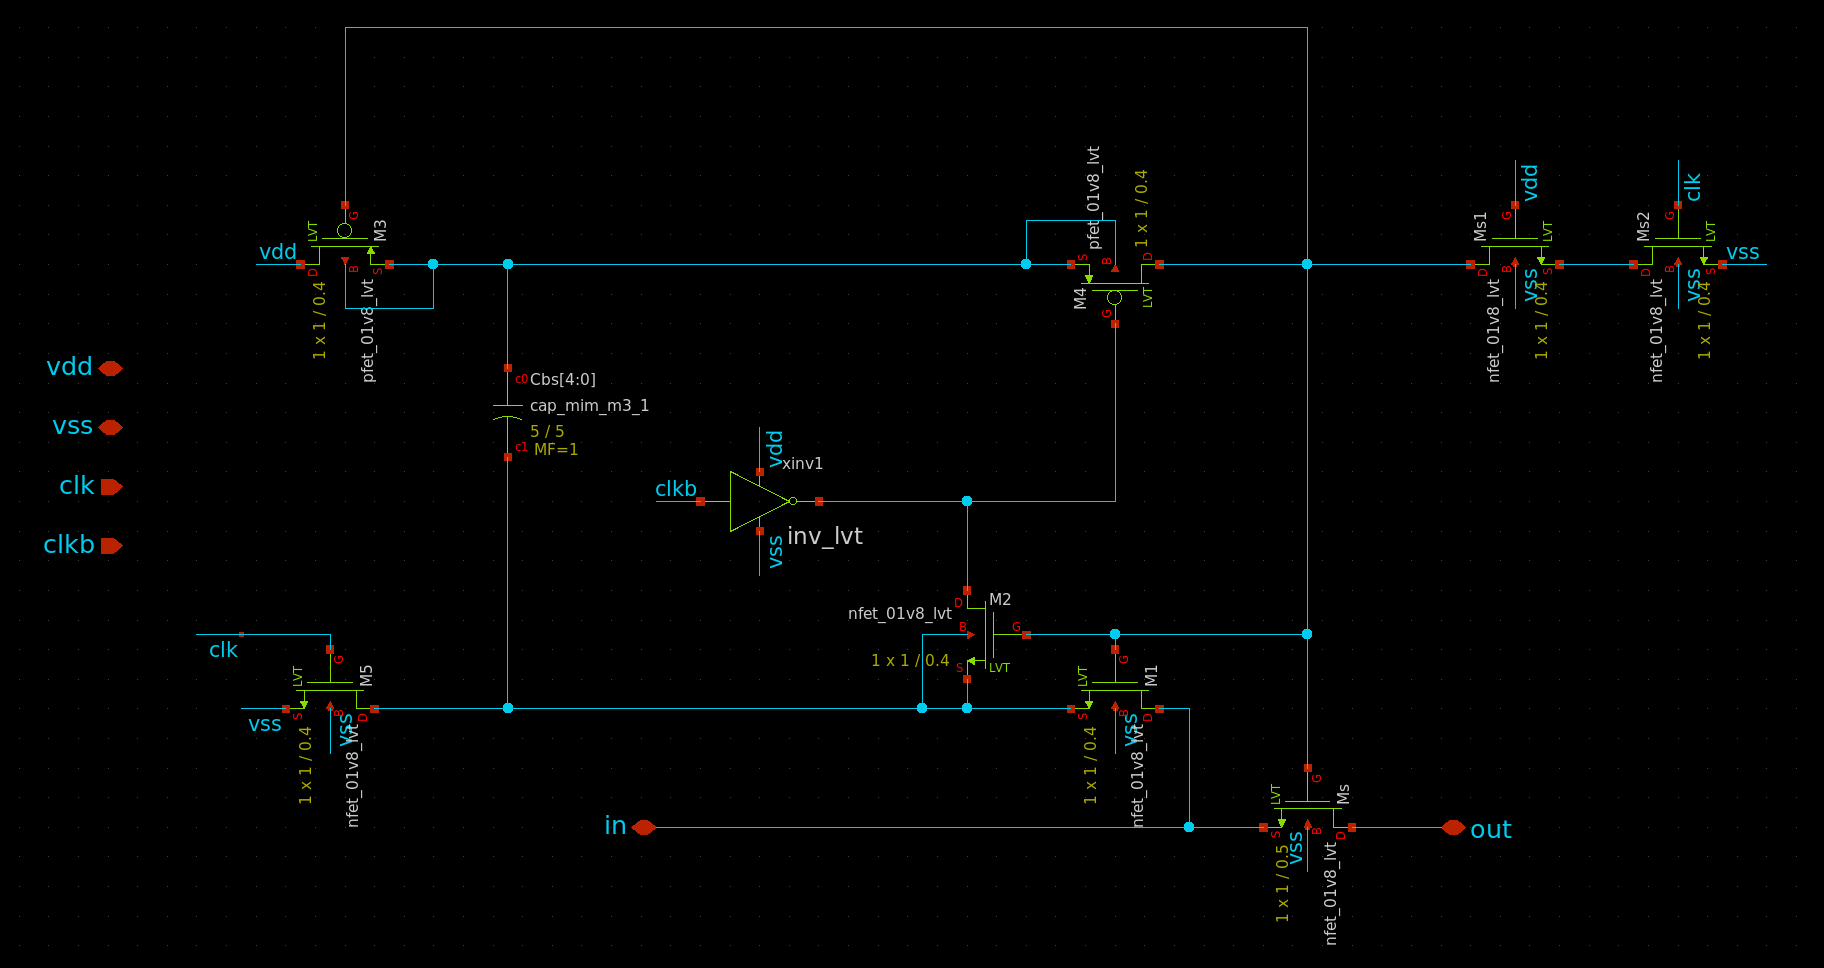 vdd
LVT
G
M3
D
B
S
1 x 1 / 0.4
pfet_01v8_lvt
pfet_01v8_lvt
1 x 1 / 0.4
S
B
D
M4
G
LVT
vdd
Ms1
G
LVT
D
B
S
vss
nfet_01v8_lvt
1 x 1 / 0.4
clk
Ms2
G
LVT
vss
D
B
S
vss
nfet_01v8_lvt
1 x 1 / 0.4
vdd
vss
clk
clkb
c0
Cbs[4:0]
cap_mim_m3_1
5 / 5
c1
MF=1
vdd
xinv1
clkb
vss
inv_lvt
D
M2
nfet_01v8_lvt
B
G
1 x 1 / 0.4
S
LVT
clk
LVT
G
M5
vss
S
B
D
vss
1 x 1 / 0.4
nfet_01v8_lvt
LVT
G
M1
S
B
D
vss
1 x 1 / 0.4
nfet_01v8_lvt
in
LVT
G
Ms
S
B
D
vss
1 x 1 / 0.5
nfet_01v8_lvt
out